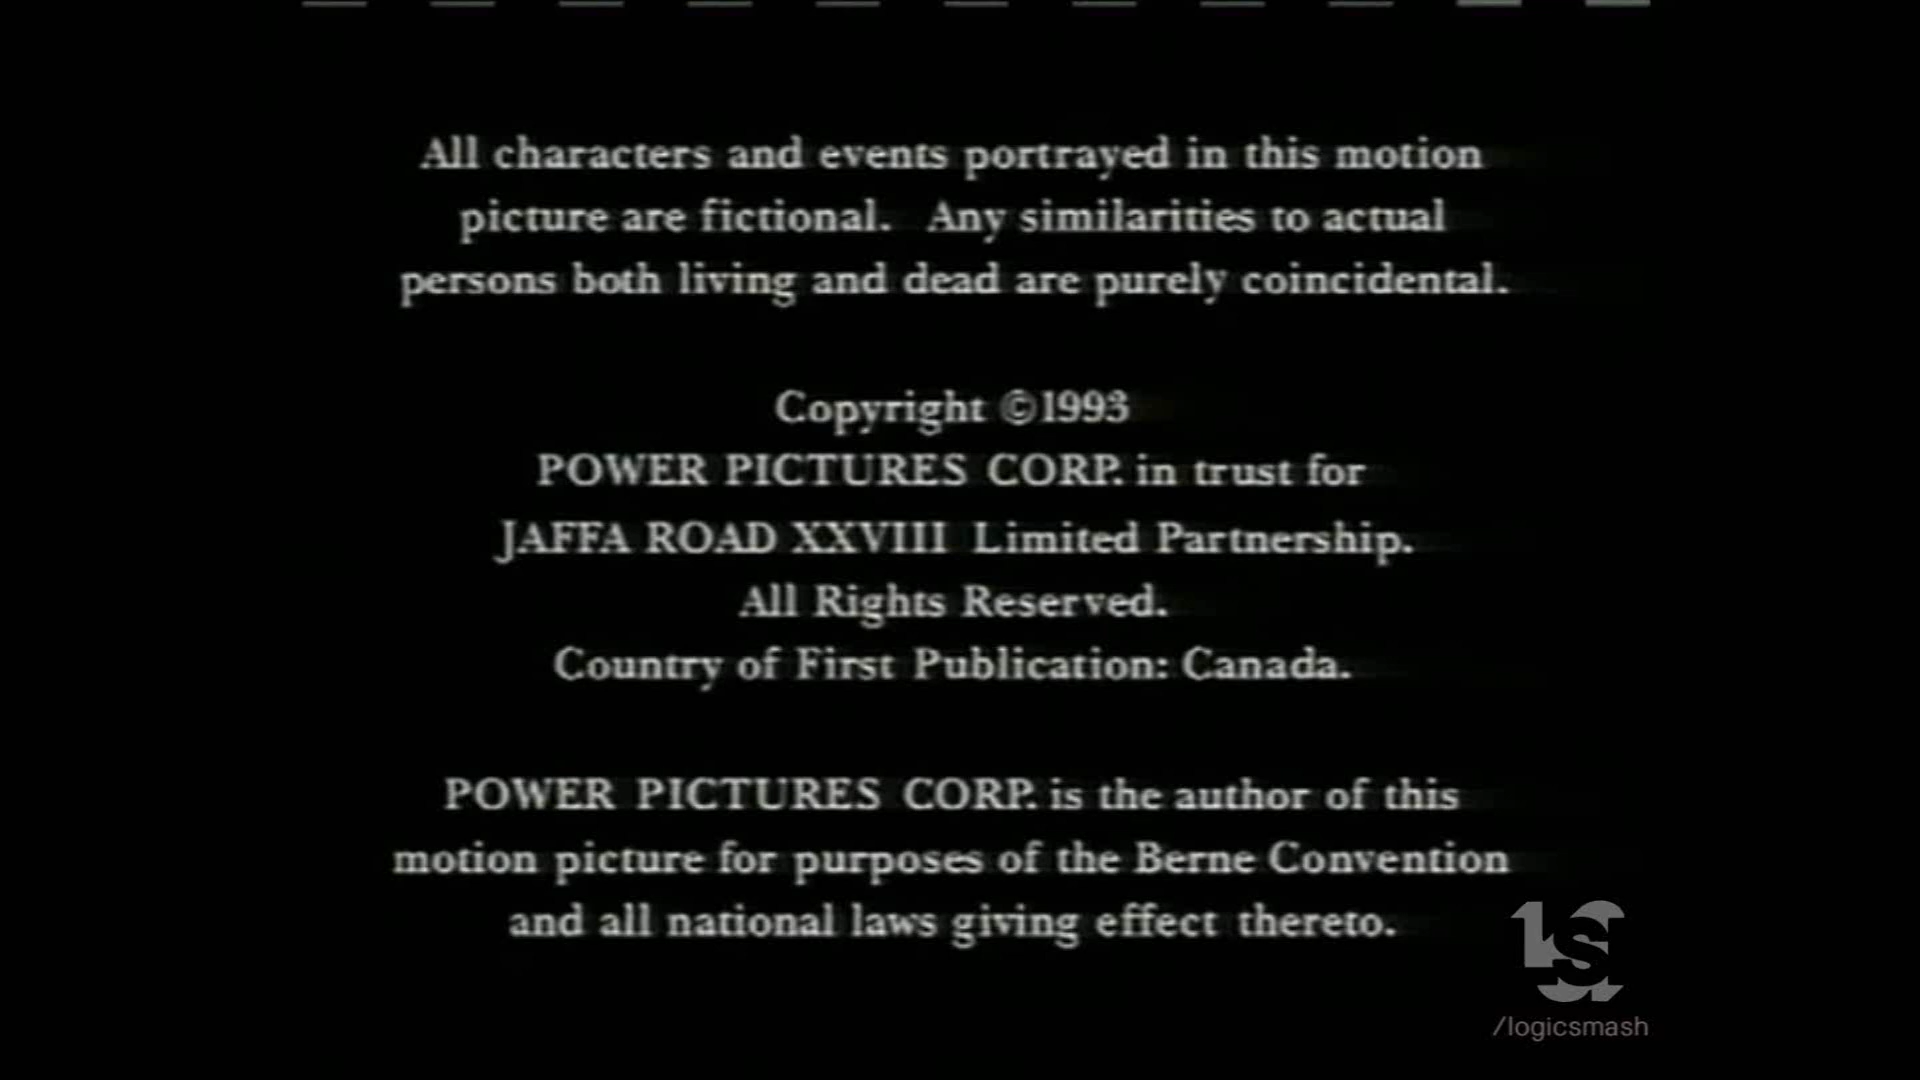 All characters and events portrayed in this motion
picture are fictional. Any similarities to actual
persons both living and dead are purely coincidental.
Copyright ©1993
POWER PICTURES CORP. in trust for
JAFFA ROAD XXVIII Limited Partnership.
All Rights Reserved.
Country of First Publication: Canada.
POWER PICTURES CORP. is the author of this
motion picture for purposes of the Berne Convention
and all national laws giving effect thereto.
/logicsmash